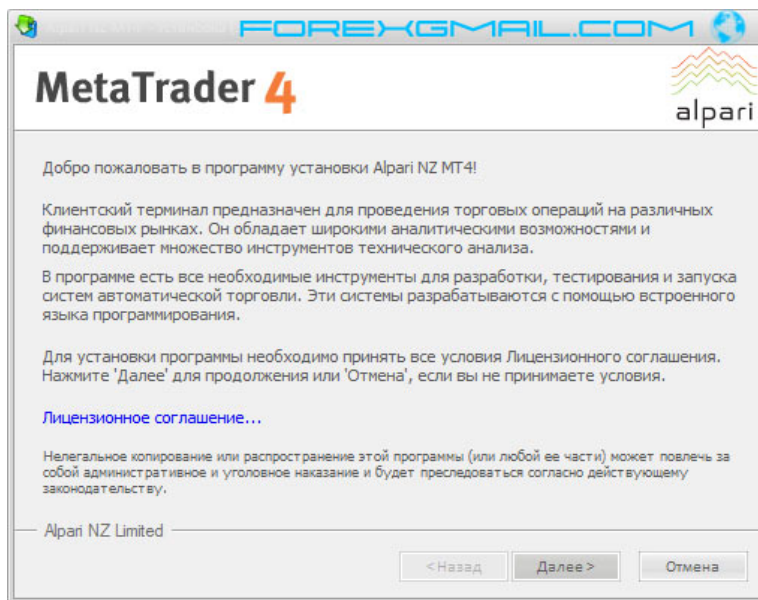 FOREXGMAIL.COM
MetaTrader 4
alpari
Добро пожаловать в программу установки Alpari NZ MT4!
Клиентский терминал предназначен для проведения торговых операций на различных
финансовых рынках. Он обладает широкими аналитическими возможностями и
поддерживает множество инструментов технического анализа.
В программе есть все необходимые инструменты для разработки, тестирования и запуска
систем автоматической торговли. Эти системы разрабатываются с помощью встроенного
языка программирования.
Для установки программы необходимо принять все условия Лицензионного соглашения.
Нажмите 'Далее' для продолжения или 'Отмена', если вы не принимаете условия.
Лицензионное соглашение...
Нелегальное копирование или распространение этой программы (или любой ее части) может повлечь за
собой административное и уголовное наказание и будет преследоваться согласно действующему
законодательству.
Alpari NZ Limited
<Назад Далее> Отмена